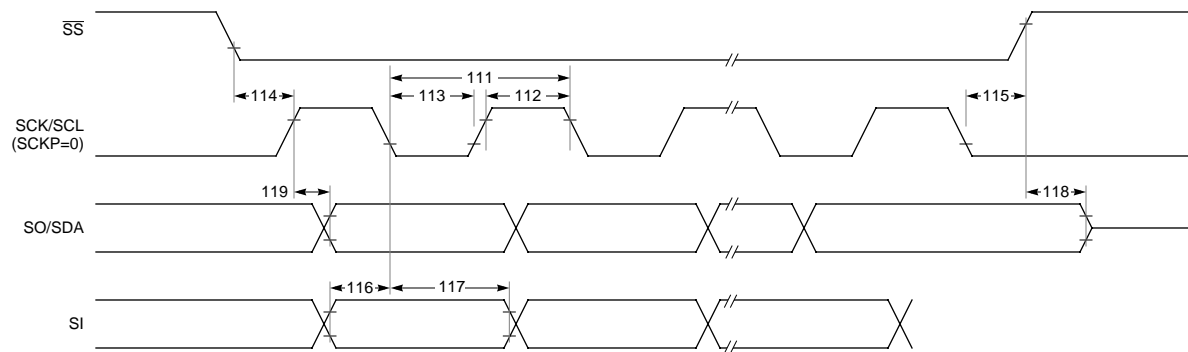 SS
111
114
113
112
115
SCK/SCL
(SCKP=0)
119
118
SO/SDA
116
117
SI